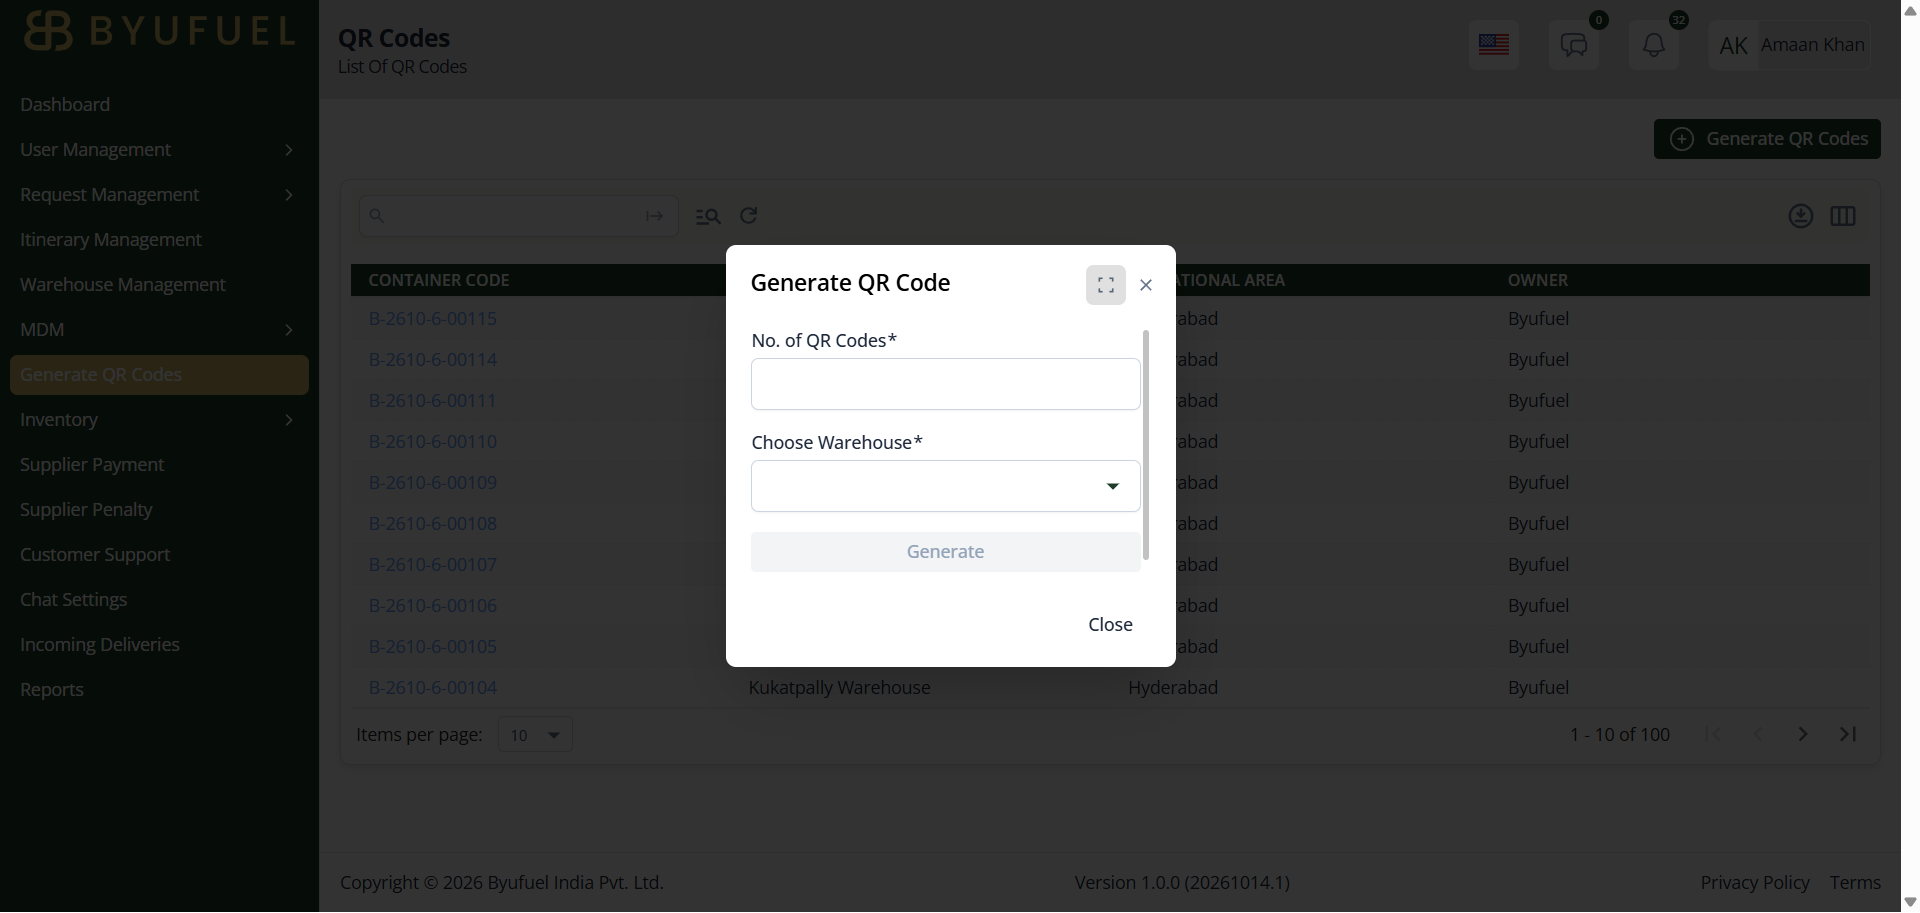 BYUFUEL
Dashboard
User Management
Request Management
Itinerary Management
Warehouse Management
MDM
Generate QR Codes
Inventory
Supplier Payment
Supplier Penalty
Customer Support
Chat Settings
Incoming Deliveries
Reports
QR Codes
List Of QR Codes
0
32
AK Amaan Khan
Generate QR Codes
CONTAINER CODE ATIONAL AREA OWNER
B-2610-6-00115 rabad Byufuel
B-2610-6-00114 rabad Byufuel
B-2610-6-00111 rabad Byufuel
B-2610-6-00110 rabad Byufuel
B-2610-6-00109 rabad Byufuel
B-2610-6-00108 rabad Byufuel
B-2610-6-00107 rabad Byufuel
B-2610-6-00106 rabad Byufuel
B-2610-6-00105 rabad Byufuel
B-2610-6-00104 Kukatpally Warehouse Hyderabad Byufuel
Items per page: 10 1 - 10 of 100
Generate QR Code
No. of QR Codes*
Choose Warehouse*
Generate
Close
Copyright © 2026 Byufuel India Pvt. Ltd. Version 1.0.0 (20261014.1) Privacy Policy Terms